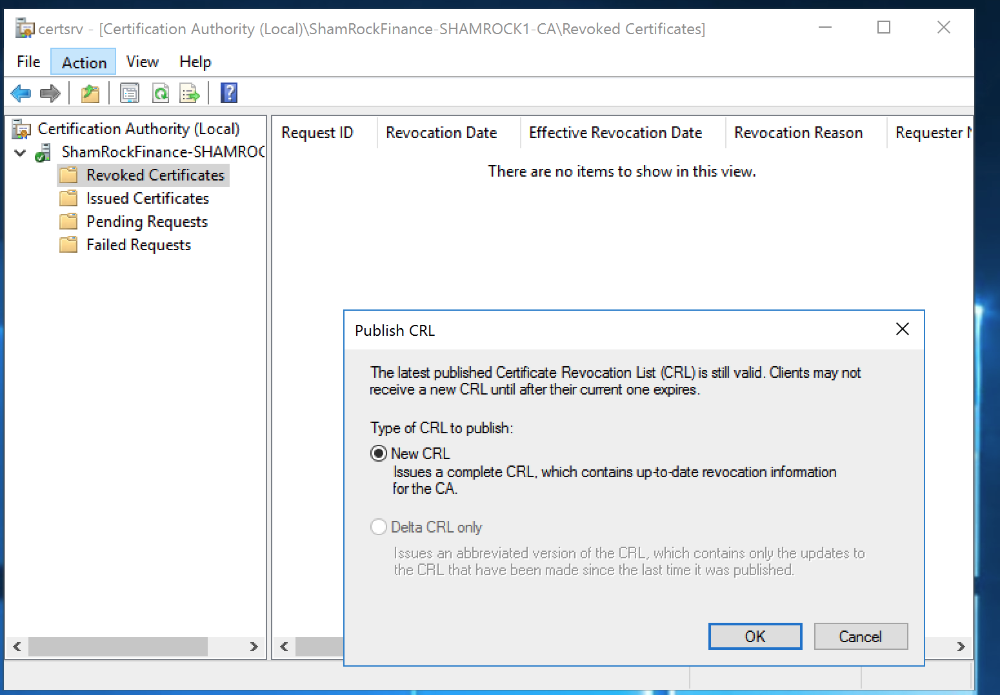 certsrv - [Certification Authority (Local)\ShamRockFinance-SHAMROCK1-CA\Revoked Certificates]
File Action View Help
Certification Authority (Local)
ShamRockFinance-SHAMROC
Revoked Certificates
Issued Certificates
Pending Requests
Failed Requests
Request ID Revocation Date Effective Revocation Date Revocation Reason Requester N
There are no items to show in this view.
Publish CRL
The latest published Certificate Revocation List (CRL) is still valid. Clients may not
receive a new CRL until after their current one expires.
Type of CRL to publish:
New CRL
Issues a complete CRL, which contains up-to-date revocation information
for the CA.
Delta CRL only
Issues an abbreviated version of the CRL, which contains only the updates to
the CRL that have been made since the last time it was published.
OK Cancel